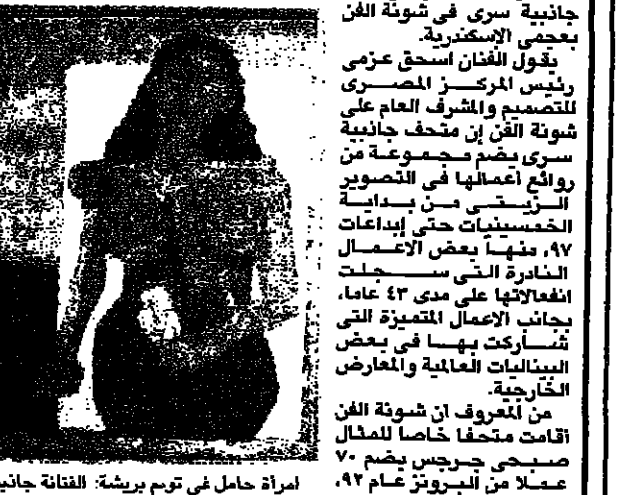 جانبية سرى فى شونة الفن
بعجمى الإسكندرية.
يقول الفنان اسحق عزمى
رئيس المركز المصرى
للتصميم والمشرف العام على
شونة الفن إن متحف جانبية
سرى يضم مجموعة من
روائع أعمالها فى التصوير
الزيتى من بداية
الخمسينيات حتى إبداعات
٩٧، منها بعض الاعمال
النادرة التى سجلت
انفعالاتها على مدى ٤٣ عاما،
بجانب الاعمال المتميزة التى
شاركت بها فى بعض
البيناليات العالمية والمعارض
الخارجية.
من المعروف ان شونة الفن
أقامت متحفا خاصا للمثال
صبحى جرجس يضم ٧٠
عملا من البرونز عام ٩٢،
امرأة حامل فى توءم بريشة: الفنانة جانبي